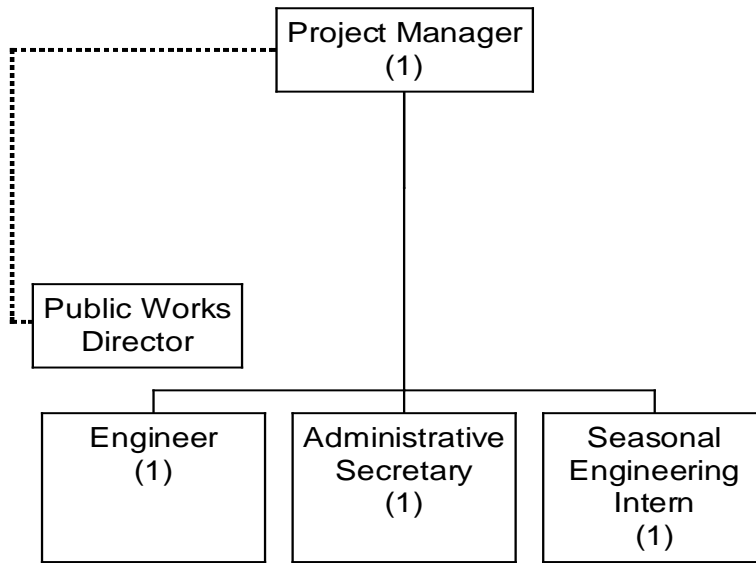 Project Manager
(1)
Public Works
Director
Engineer
(1)
Administrative
Secretary
(1)
Seasonal
Engineering
Intern
(1)